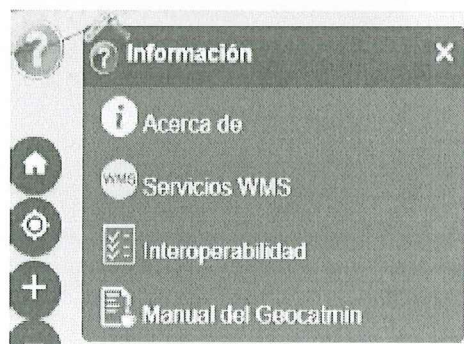 Información
Acerca de
WMS Servicios WMS
Interoperabilidad
Manual del Geocatmin